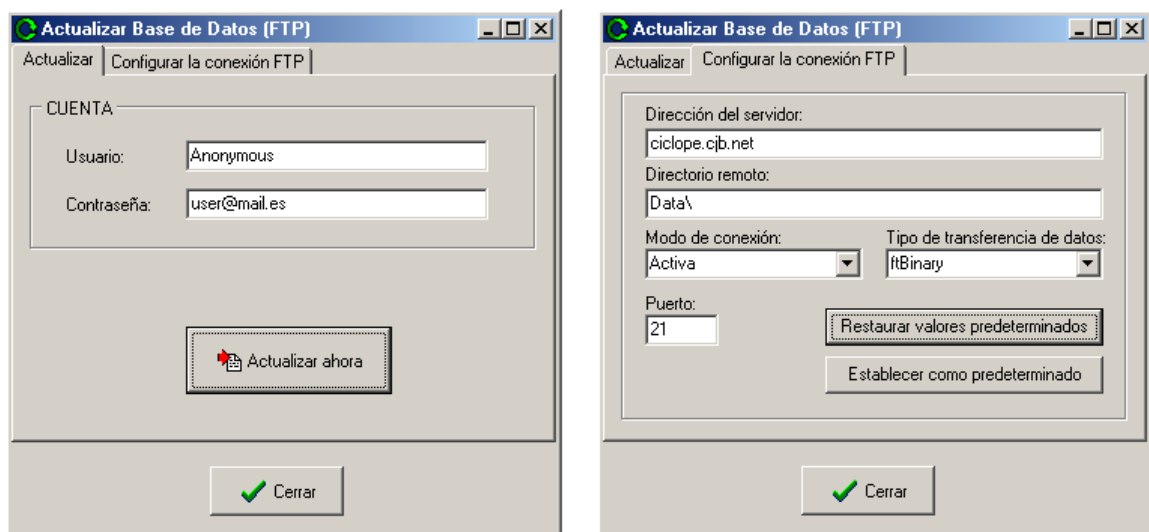 Actualizar Base de Datos (FTP)
Actualizar
Configurar la conexión FTP
CUENTA
Usuario:
Anonymous
Contraseña:
user@mail.es
Actualizar ahora
Cerrar
Actualizar Base de Datos (FTP)
Actualizar
Configurar la conexión FTP
Dirección del servidor:
ciclope.cjb.net
Directorio remoto:
Data\
Modo de conexión:
Tipo de transferencia de datos:
Activa
ftBinary
Puerto:
21
Restaurar valores predeterminados
Establecer como predeterminado
Cerrar